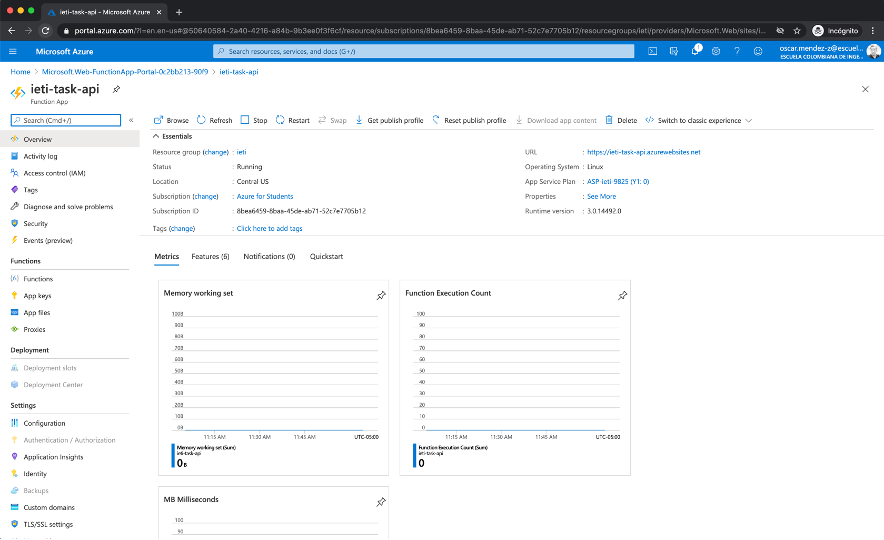 ieti-task-api - Microsoft Azure
portal.azure.com/?l=en.en-us#@50640584-2a40-4216-a84b-9b3ee0f3f6cf/resource/subscriptions/8bea6459-8baa-45de-ab71-52c7e7705b12/resourcegroups/ieti/providers/Microsoft.Web/sites/i...
Incógnito
Microsoft Azure
Search resources, services, and docs (G+/)
1
oscar.mendez-z@escuel...
ESCUELA COLOMBIANA DE INGE...
Home > Microsoft.Web-FunctionApp-Portal-0c2bb213-90f9 > ieti-task-api
ieti-task-api
Function App
Search (Cmd+/)
Overview
Activity log
Access control (IAM)
Tags
Diagnose and solve problems
Security
Events (preview)
Functions
Functions
App keys
App files
Proxies
Deployment
Deployment slots
Deployment Center
Settings
Configuration
Authentication / Authorization
Application Insights
Identity
Backups
Custom domains
TLS/SSL settings
Browse Refresh Stop Restart Swap Get publish profile Reset publish profile Download app content Delete Switch to classic experience
Essentials
Resource group (change) : ieti
Status : Running
Location : Central US
Subscription (change) : Azure for Students
Subscription ID : 8bea6459-8baa-45de-ab71-52c7e7705b12
Tags (change) : Click here to add tags
URL : https://ieti-task-api.azurewebsites.net
Operating System : Linux
App Service Plan : ASP-ieti-9825 (Y1: 0)
Properties : See More
Runtime version : 3.0.14492.0
Metrics Features (6) Notifications (0) Quickstart
Memory working set
100B
90B
80B
70B
60B
50B
40B
30B
20B
10B
0B
11:15 AM 11:30 AM 11:45 AM UTC-05:00
Memory working set (Sum)
ieti-task-api
0 B
Function Execution Count
100
90
80
70
60
50
40
30
20
10
0
11:15 AM 11:30 AM 11:45 AM UTC-05:00
Function Execution Count (Sum)
ieti-task-api
0
MB Milliseconds
100
90